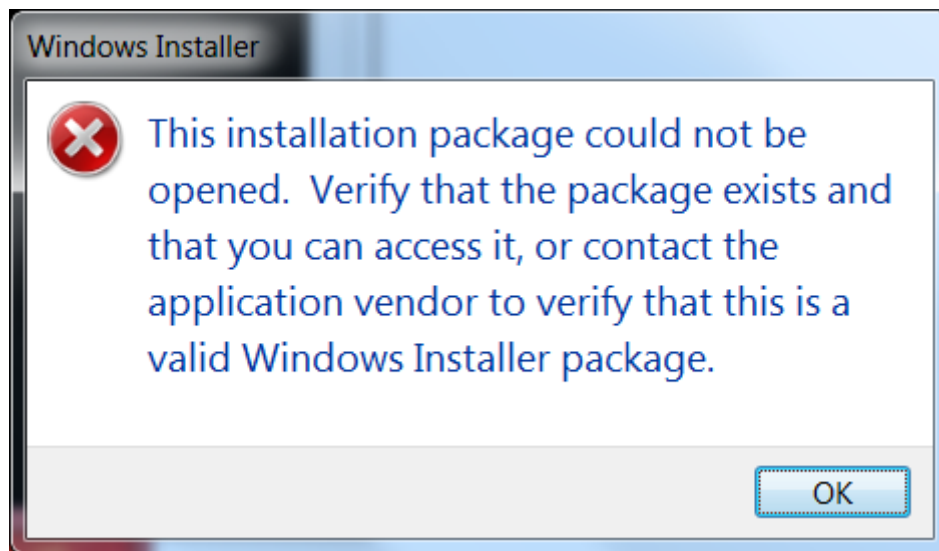 Windows Installer
This installation package could not be
opened.  Verify that the package exists and
that you can access it, or contact the
application vendor to verify that this is a
valid Windows Installer package.
OK